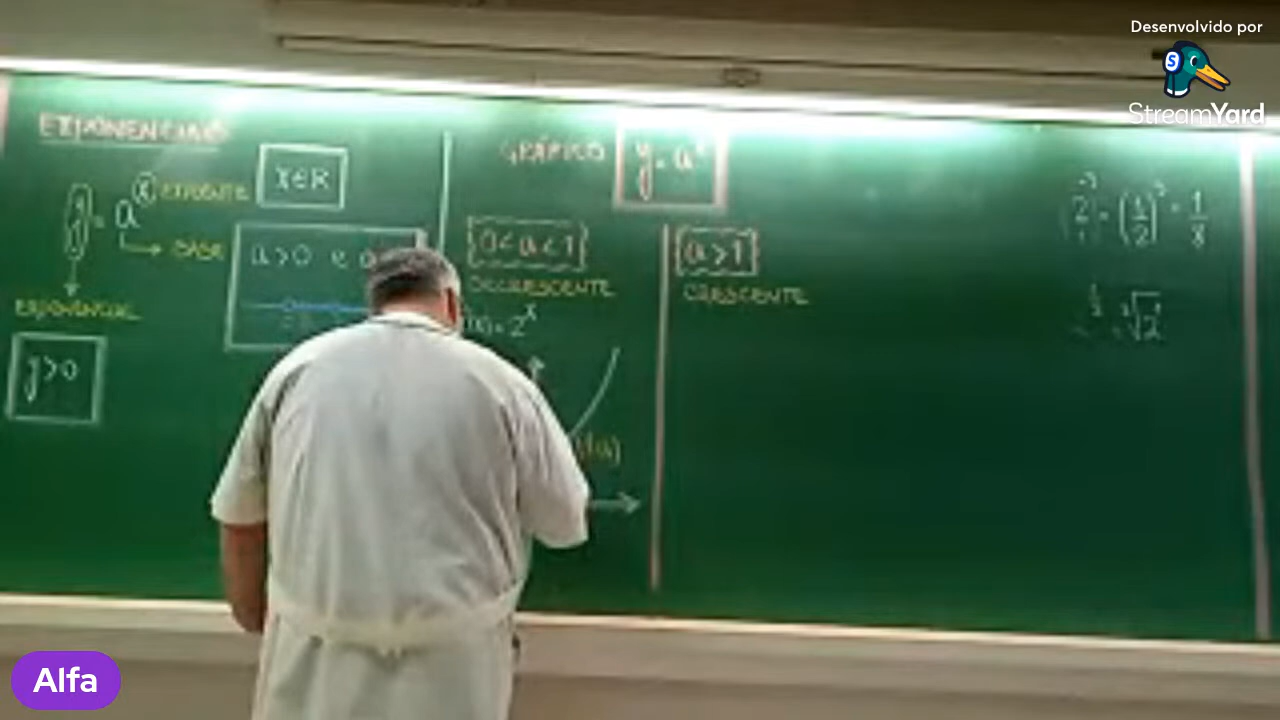 Desenvolvido por
StreamYard
EXPONENCIAIS
y = a^x EXPOENTE
x∈R
BASE
EXPONENCIAL
y>0
a>0 e a
GRÁFICO y=a^x
0<a<1
DECRESCENTE
(x)=2^x
a>1
CRESCENTE
2^-3 = (1/2)^3 = 1/8
Alfa